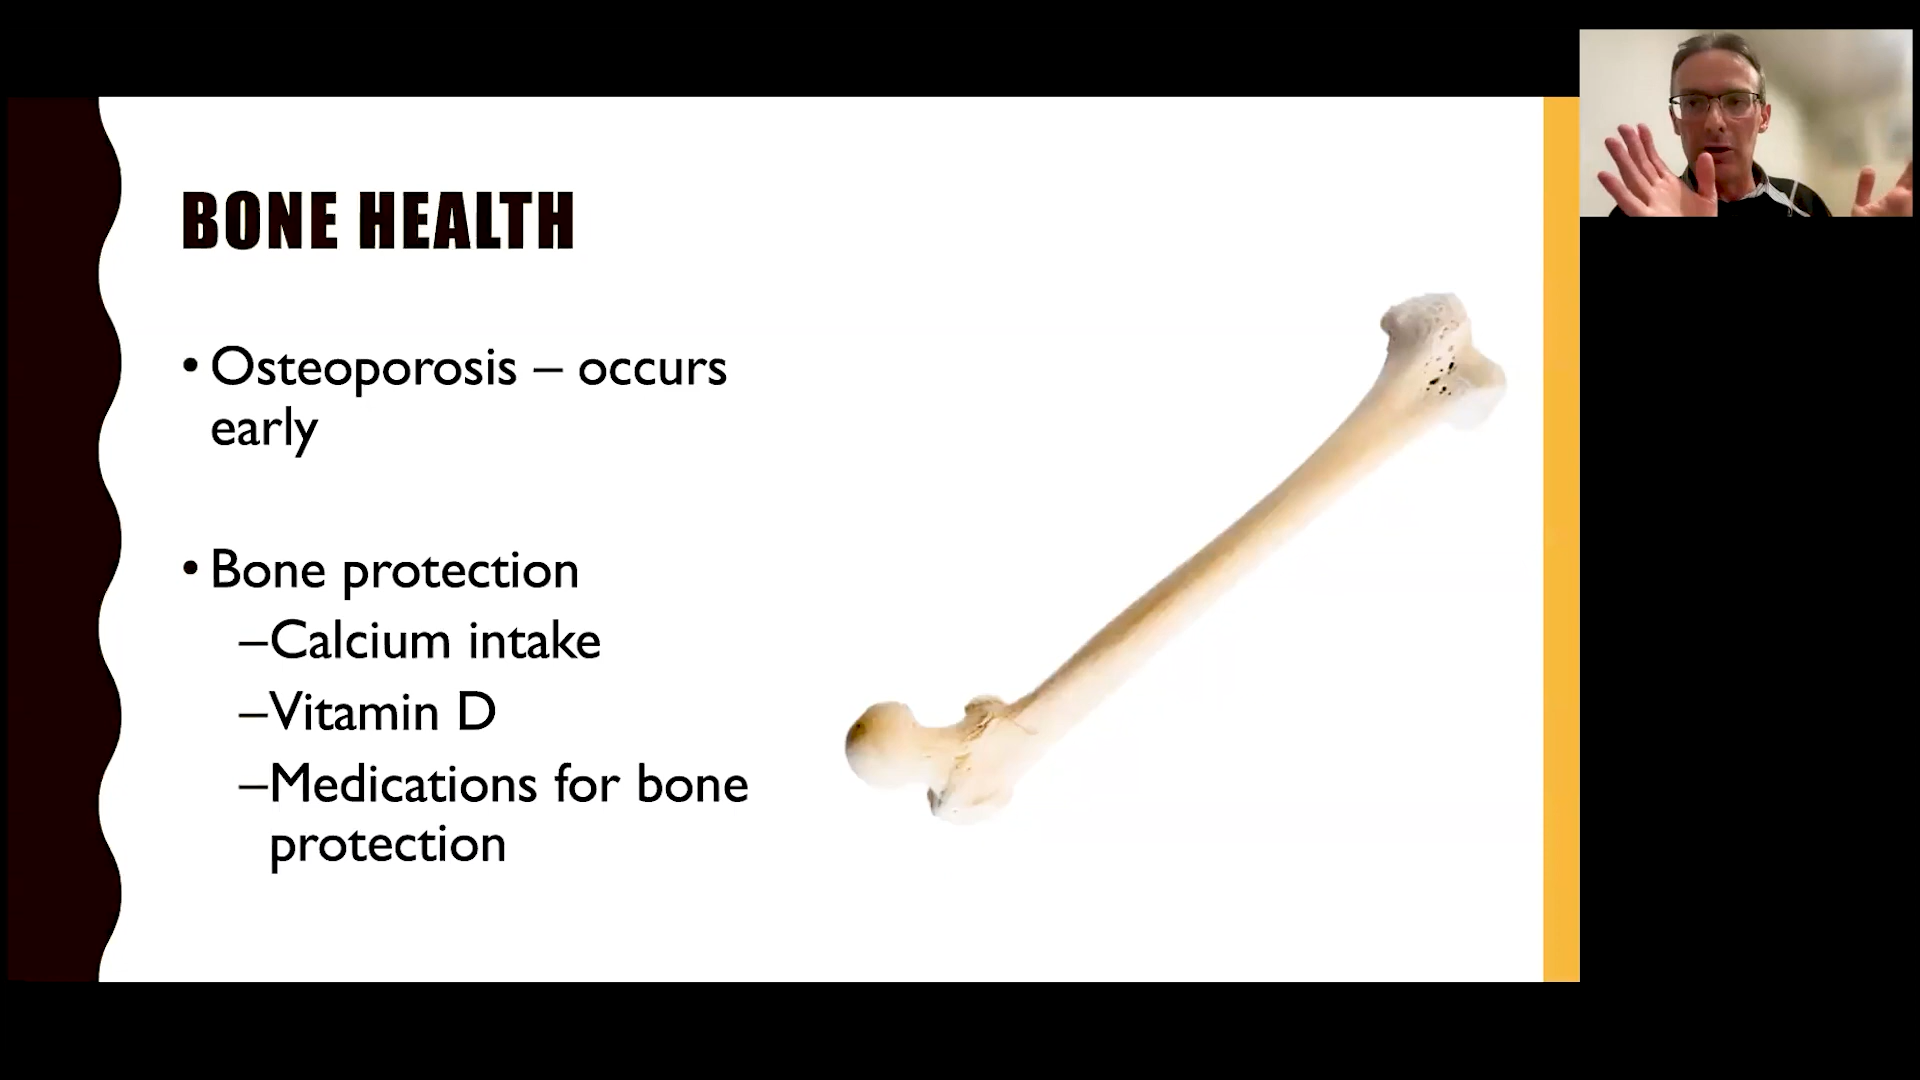 BONE HEALTH
• Osteoporosis – occurs
early
• Bone protection
–Calcium intake
–Vitamin D
–Medications for bone
protection